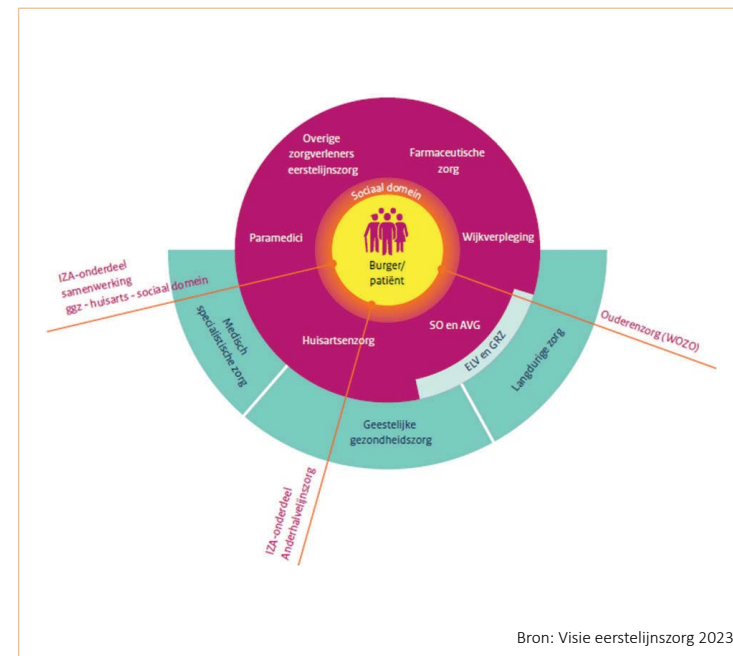 Overige
zorgverleners
eerstelijnszorg
Farmaceutische
zorg
Sociaal domein
Paramedici
Wijkverpleging
Burger/
patiënt
IZA-onderdeel
samenwerking
ggz - huisarts - sociaal domein
Ouderenzorg (WOZO)
Huisartsenzorg
SO en AVG
ELV en GRZ
Medisch
specialistische zorg
Langdurige zorg
Geestelijke
gezondheidszorg
IZA-onderdeel
Anderhalvelijnszorg
Bron: Visie eerstelijnszorg 2023